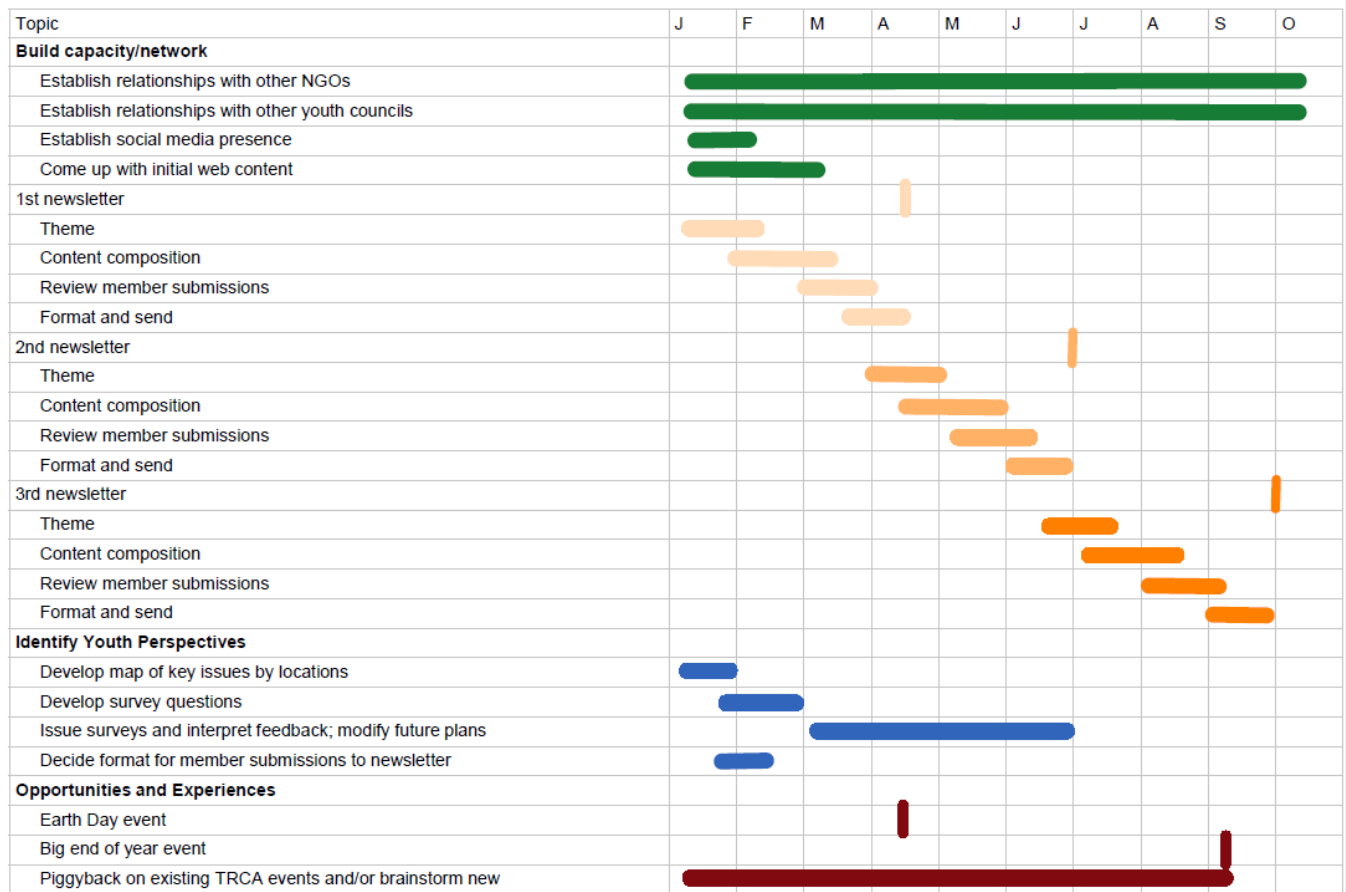 Topic J F M A M J J A S O
Build capacity/network
Establish relationships with other NGOs
Establish relationships with other youth councils
Establish social media presence
Come up with initial web content
1st newsletter
Theme
Content composition
Review member submissions
Format and send
2nd newsletter
Theme
Content composition
Review member submissions
Format and send
3rd newsletter
Theme
Content composition
Review member submissions
Format and send
Identify Youth Perspectives
Develop map of key issues by locations
Develop survey questions
Issue surveys and interpret feedback; modify future plans
Decide format for member submissions to newsletter
Opportunities and Experiences
Earth Day event
Big end of year event
Piggyback on existing TRCA events and/or brainstorm new